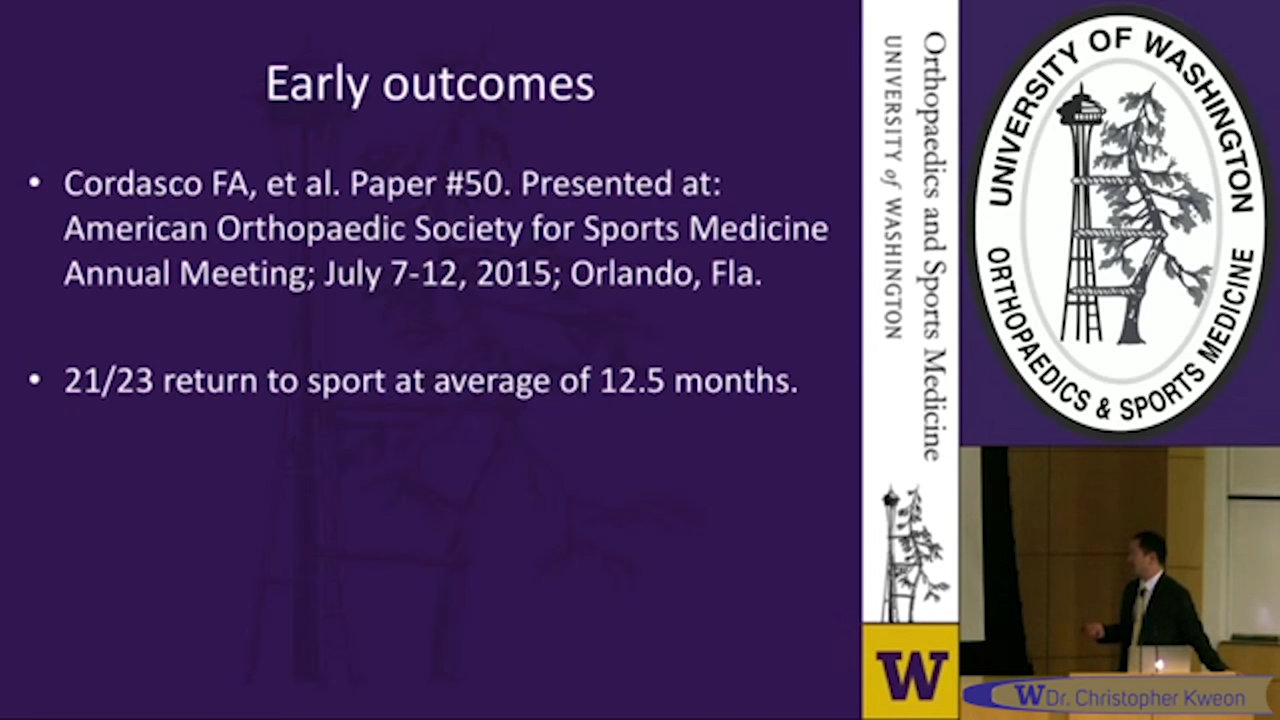 Early outcomes
• Cordasco FA, et al. Paper #50. Presented at:
American Orthopaedic Society for Sports Medicine
Annual Meeting; July 7-12, 2015; Orlando, Fla.
• 21/23 return to sport at average of 12.5 months.
Orthopaedics and Sports Medicine
UNIVERSITY of WASHINGTON
W
UNIVERSITY OF WASHINGTON
ORTHOPAEDICS & SPORTS MEDICINE
W Dr. Christopher Kweon